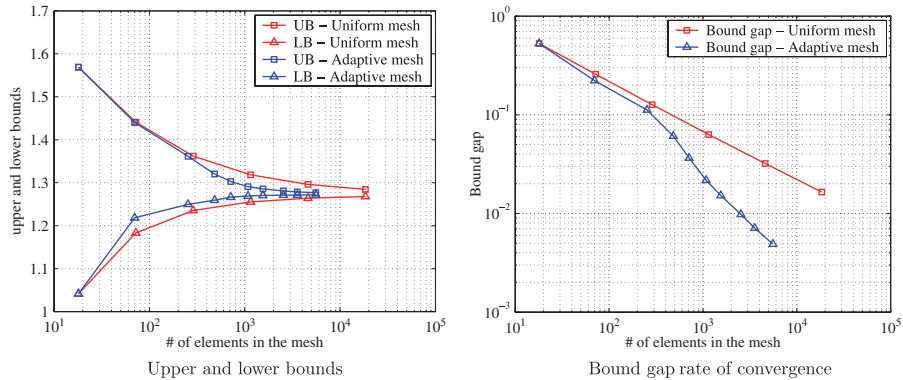 UB – Uniform mesh
LB – Uniform mesh
UB – Adaptive mesh
LB – Adaptive mesh
upper and lower bounds
1.7
1.6
1.5
1.4
1.3
1.2
1.1
1
10^1
10^2
10^3
10^4
10^5
# of elements in the mesh
Upper and lower bounds
Bound gap – Uniform mesh
Bound gap – Adaptive mesh
Bound gap
10^0
10^−1
10^−2
10^−3
10^1
10^2
10^3
10^4
10^5
# of elements in the mesh
Bound gap rate of convergence